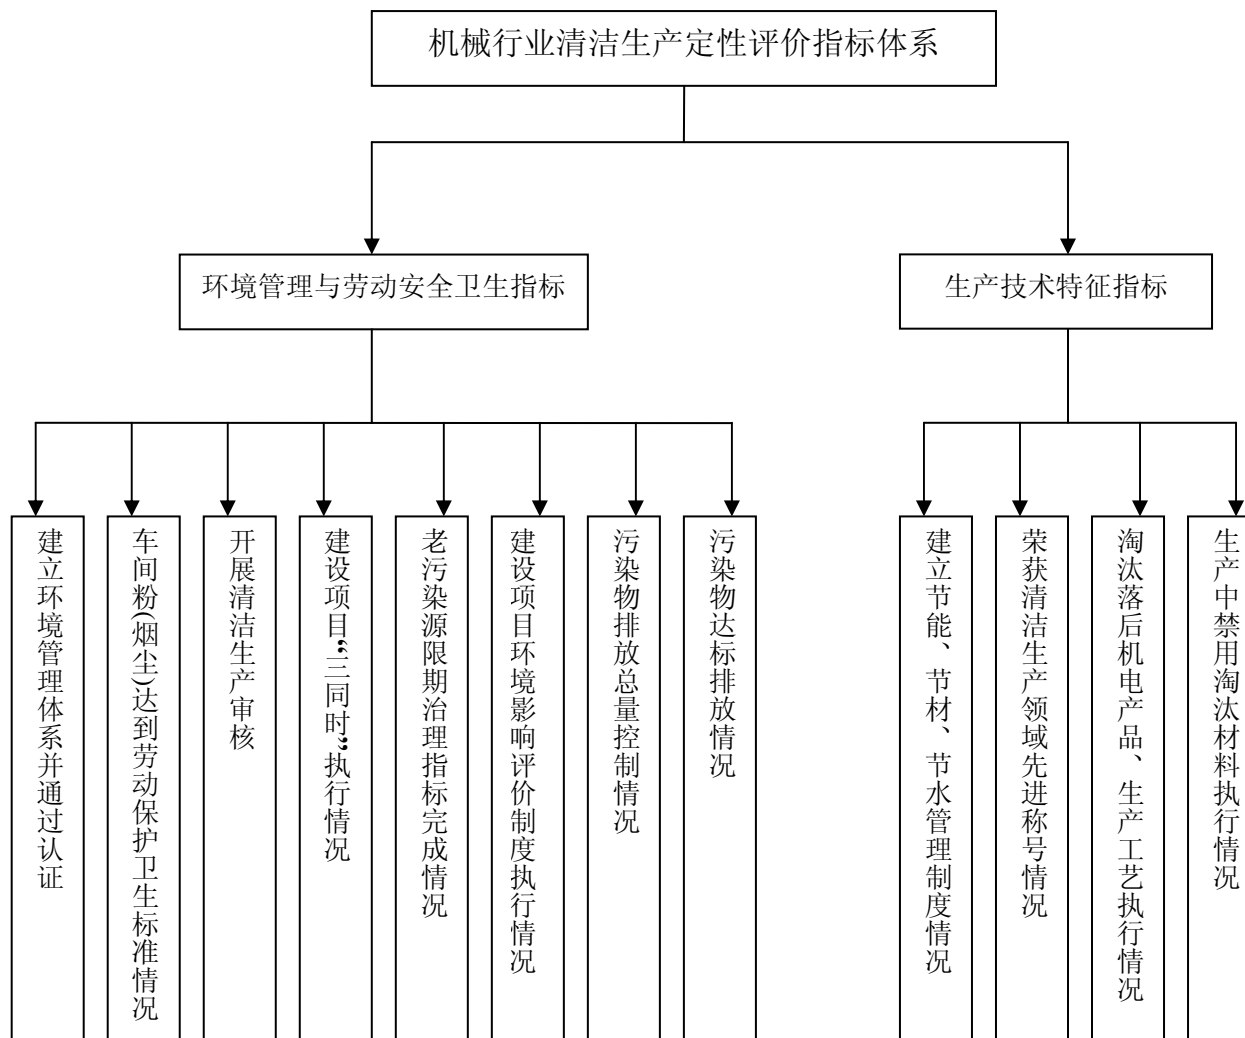 机械行业清洁生产定性评价指标体系
环境管理与劳动安全卫生指标
生产技术特征指标
建立环境管理体系并通过认证
车间粉(烟尘)达到劳动保护卫生标准情况
开展清洁生产审核
建设项目“三同时”执行情况
老污染源限期治理指标完成情况
建设项目环境影响评价制度执行情况
污染物排放总量控制情况
污染物达标排放情况
建立节能、节材、节水管理制度情况
荣获清洁生产领域先进称号情况
淘汰落后机电产品、生产工艺执行情况
生产中禁用淘汰材料执行情况